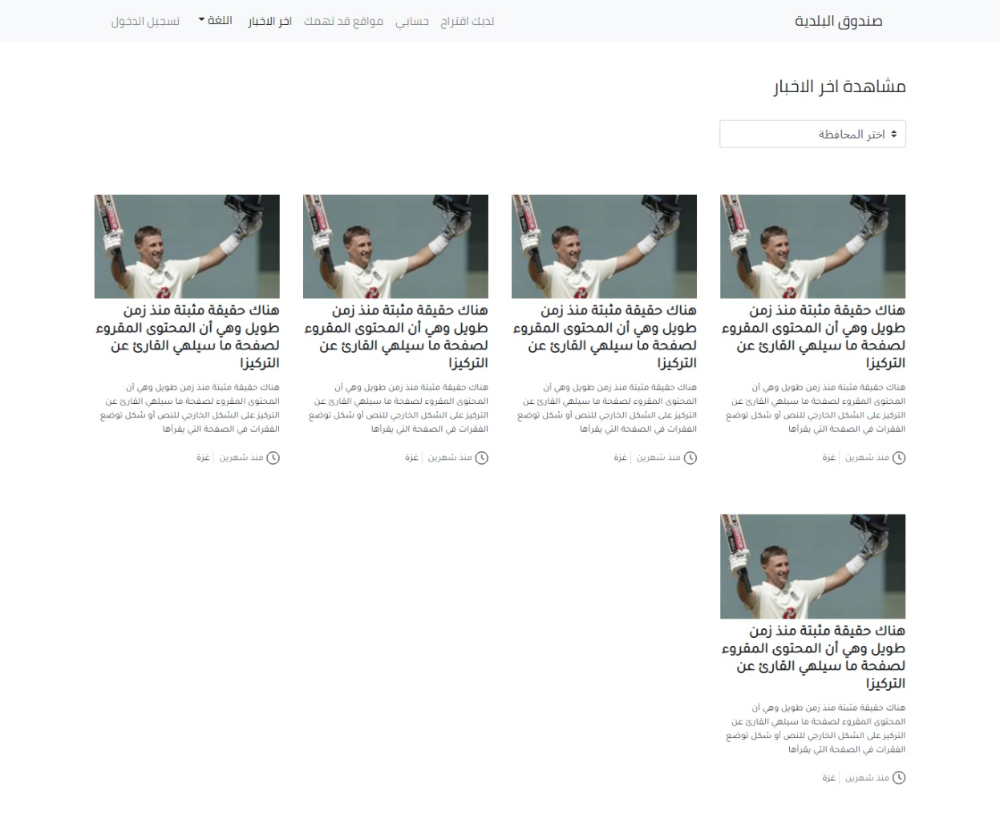 صندوق البلدية
لديك اقتراح
حسابي
مواقع قد تهمك
اخر الاخبار
اللغة
تسجيل الدخول
مشاهدة اخر الاخبار
اختر المحافظة
هناك حقيقة مثبتة منذ زمن
طويل وهي أن المحتوى المقروء
لصفحة ما سيلهي القارئ عن
التركيزا
هناك حقيقة مثبتة منذ زمن طويل وهي أن
المحتوى المقروء لصفحة ما سيلهي القارئ عن
التركيز على الشكل الخارجي للنص أو شكل توضع
الفقرات في الصفحة التي يقرأها
منذ شهرين
غزة
هناك حقيقة مثبتة منذ زمن
طويل وهي أن المحتوى المقروء
لصفحة ما سيلهي القارئ عن
التركيزا
هناك حقيقة مثبتة منذ زمن طويل وهي أن
المحتوى المقروء لصفحة ما سيلهي القارئ عن
التركيز على الشكل الخارجي للنص أو شكل توضع
الفقرات في الصفحة التي يقرأها
منذ شهرين
غزة
هناك حقيقة مثبتة منذ زمن
طويل وهي أن المحتوى المقروء
لصفحة ما سيلهي القارئ عن
التركيزا
هناك حقيقة مثبتة منذ زمن طويل وهي أن
المحتوى المقروء لصفحة ما سيلهي القارئ عن
التركيز على الشكل الخارجي للنص أو شكل توضع
الفقرات في الصفحة التي يقرأها
منذ شهرين
غزة
هناك حقيقة مثبتة منذ زمن
طويل وهي أن المحتوى المقروء
لصفحة ما سيلهي القارئ عن
التركيزا
هناك حقيقة مثبتة منذ زمن طويل وهي أن
المحتوى المقروء لصفحة ما سيلهي القارئ عن
التركيز على الشكل الخارجي للنص أو شكل توضع
الفقرات في الصفحة التي يقرأها
منذ شهرين
غزة
هناك حقيقة مثبتة منذ زمن
طويل وهي أن المحتوى المقروء
لصفحة ما سيلهي القارئ عن
التركيزا
هناك حقيقة مثبتة منذ زمن طويل وهي أن
المحتوى المقروء لصفحة ما سيلهي القارئ عن
التركيز على الشكل الخارجي للنص أو شكل توضع
الفقرات في الصفحة التي يقرأها
منذ شهرين
غزة